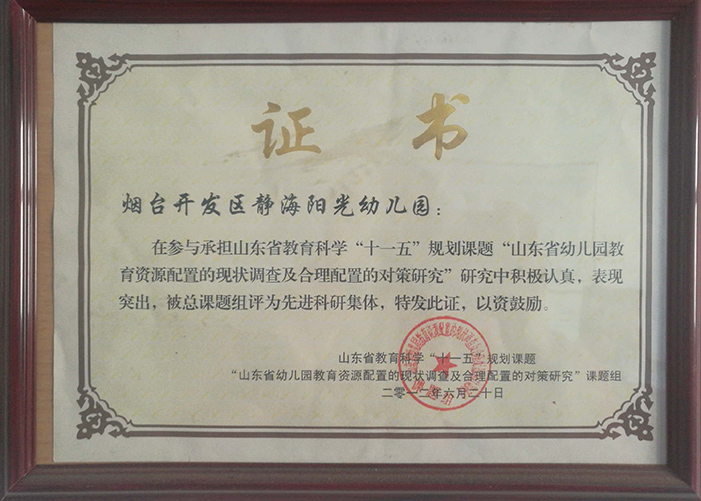 证 书
烟台开发区静海阳光幼儿园：
在参与承担山东省教育科学“十一五”规划课题“山东省幼儿园教
育资源配置的现状调查及合理配置的对策研究”研究中积极认真，表现
突出，被总课题组评为先进科研集体，特发此证，以资鼓励。
山东省教育科学“十一五”规划课题
“山东省幼儿园教育资源配置的现状调查及合理配置的对策研究”课题组
二零一二年六月二十日